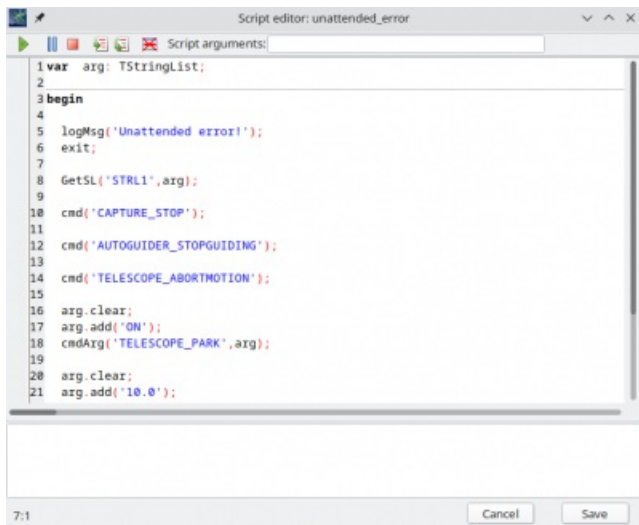 Script editor: unattended_error
Script arguments:
1 var  arg: TStringList;
2
3 begin
4
5   logMsg('Unattended error!');
6   exit;
7
8   GetSL('STRL1',arg);
9
10   cmd('CAPTURE_STOP');
11
12   cmd('AUTOGUIDER_STOPGUIDING');
13
14   cmd('TELESCOPE_ABORTMOTION');
15
16   arg.clear;
17   arg.add('ON');
18   cmdArg('TELESCOPE_PARK',arg);
19
20   arg.clear;
21   arg.add('10.0');
7:1
Cancel
Save